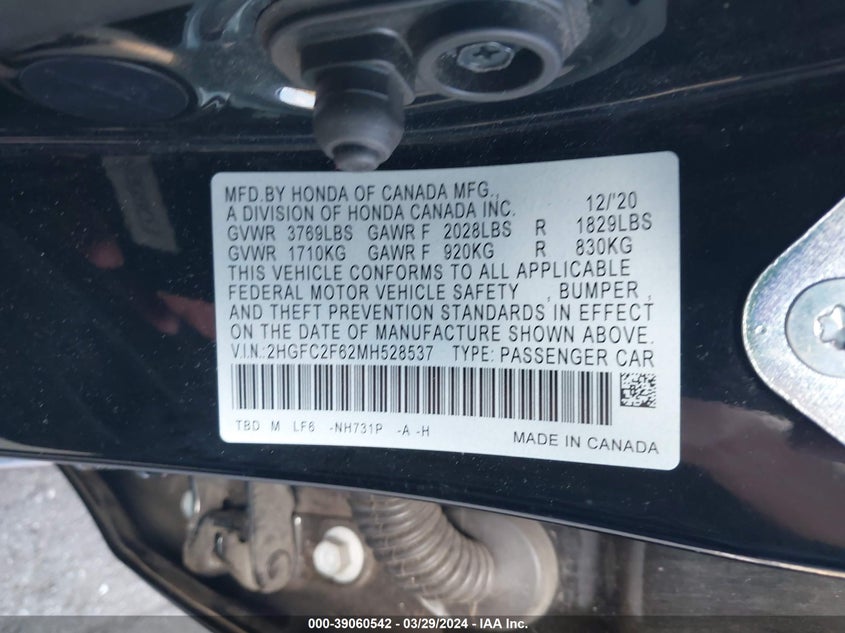 MFD.BY HONDA OF CANADA MFG., 12/'20
A DIVISION OF HONDA CANADA INC.
GVWR 3769LBS GAWR F 2028LBS R 1829LBS
GVWR 1710KG GAWR F 920KG R 830KG
THIS VEHICLE CONFORMS TO ALL APPLICABLE
FEDERAL MOTOR VEHICLE SAFETY , BUMPER ,
AND THEFT PREVENTION STANDARDS IN EFFECT
ON THE DATE OF MANUFACTURE SHOWN ABOVE.
V.I.N.:2HGFC2F62MH528537 TYPE: PASSENGER CAR
TBD M LF6 -NH731P -A -H
MADE IN CANADA
000-39060542 — 03/29/2024 — IAA Inc.